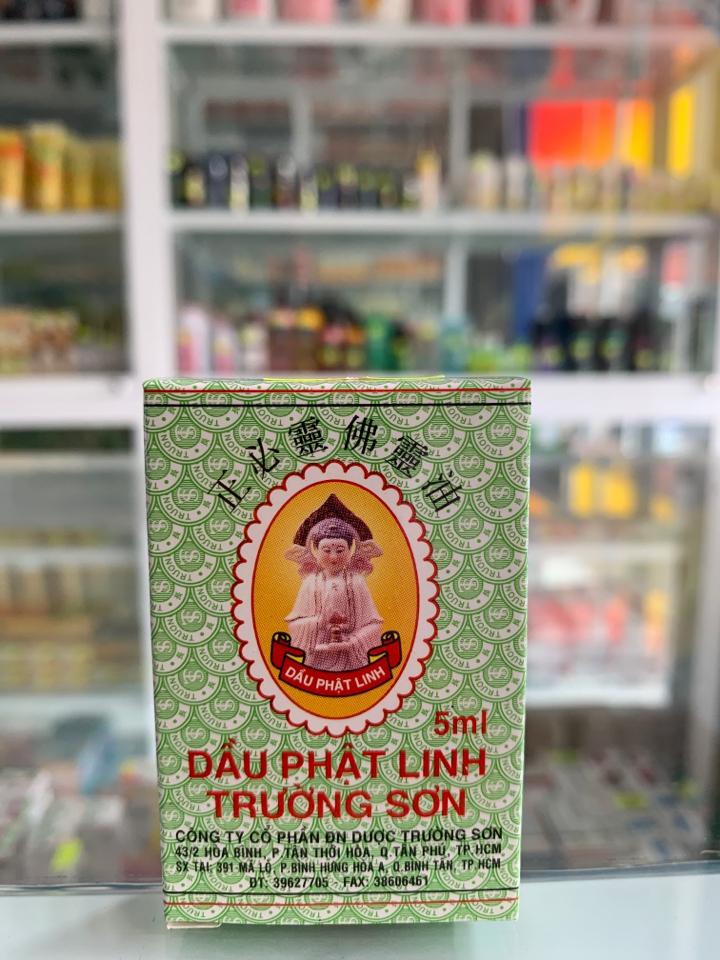 正必靈佛靈油
DẦU PHẬT LINH
5ml
DẦU PHẬT LINH
TRƯỜNG SƠN
CÔNG TY CỔ PHẦN ĐN DƯỢC TRƯỜNG SƠN
43/2 HÒA BÌNH, P.TÂN THỚI HÒA, Q.TÂN PHÚ, TP.HCM
SX TẠI: 391 MÃ LÒ, P.BÌNH HƯNG HÒA A, Q.BÌNH TÂN, TP.HCM
ĐT: 39627705 - FAX: 38606461